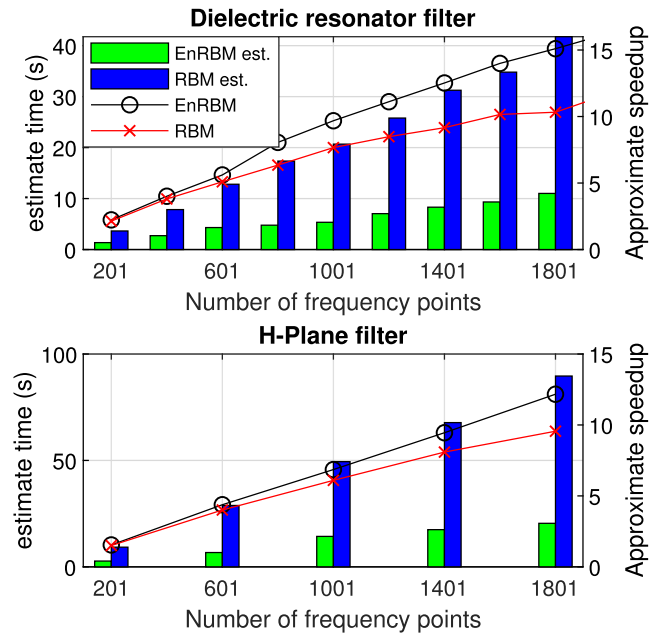 Dielectric resonator filter
40
30
20
10
0
estimate time (s)
EnRBM est.
RBM est.
EnRBM
RBM
15
10
5
0
Approximate speedup
201 601 1001 1401 1801
Number of frequency points
H-Plane filter
100
50
0
estimate time (s)
15
10
5
0
Approximate speedup
201 601 1001 1401 1801
Number of frequency points